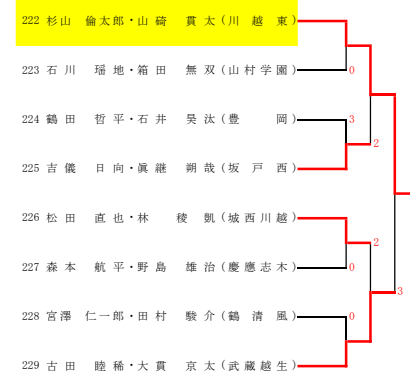 222 杉山 倫太郎・山﨑 貫太(川越東)
223 石川 瑶地・箱田 無双(山村学園)
0
224 鶴田 哲平・石井 昊汰(豊岡)
3
2
225 吉儀 日向・眞継 朔哉(坂戸西)
226 松田 直也・林 稜凱(城西川越)
2
227 森本 航平・野島 雄治(慶應志木)
0
3
228 宮澤 仁一郎・田村 駿介(鶴清風)
0
229 古田 睦稀・大貫 京太(武蔵越生)